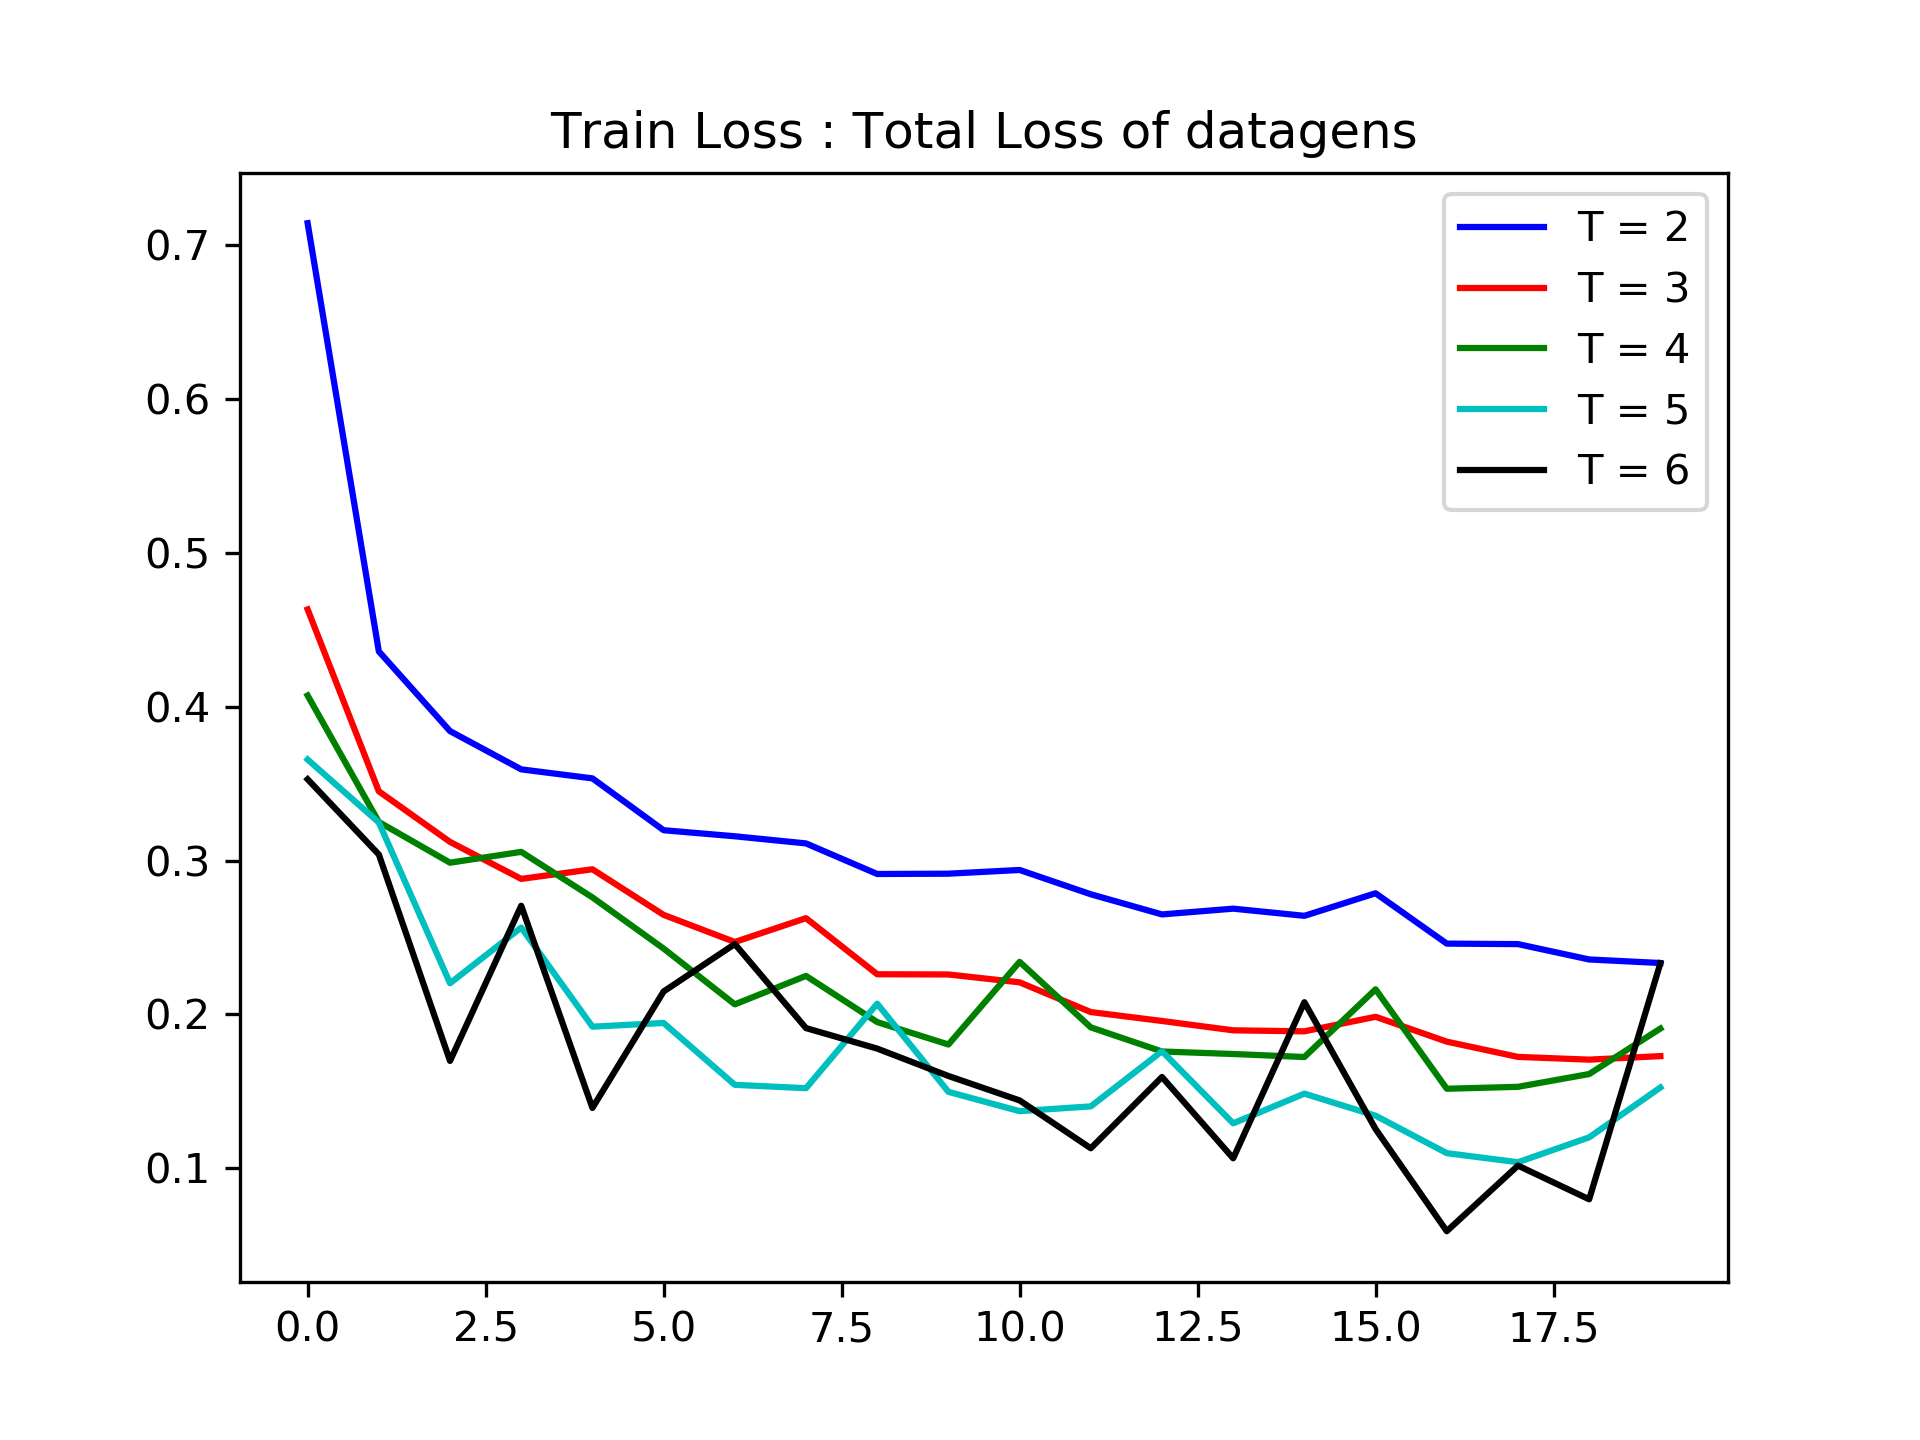 Train Loss : Total Loss of datagens
T = 2
T = 3
T = 4
T = 5
T = 6
0.7
0.6
0.5
0.4
0.3
0.2
0.1
0.0 2.5 5.0 7.5 10.0 12.5 15.0 17.5